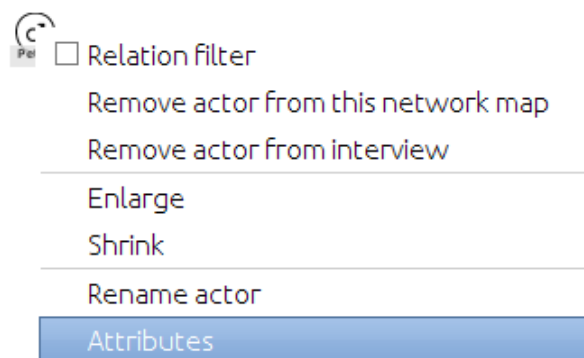 Relation filter
Remove actor from this network map
Remove actor from interview
Enlarge
Shrink
Rename actor
Attributes